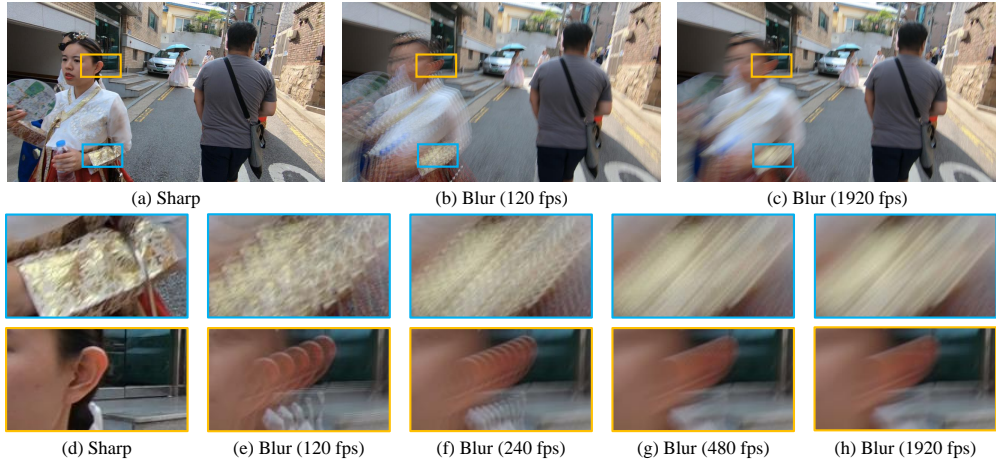 (a) Sharp
(b) Blur (120 fps)
(c) Blur (1920 fps)
(d) Sharp
(e) Blur (120 fps)
(f) Blur (240 fps)
(g) Blur (480 fps)
(h) Blur (1920 fps)